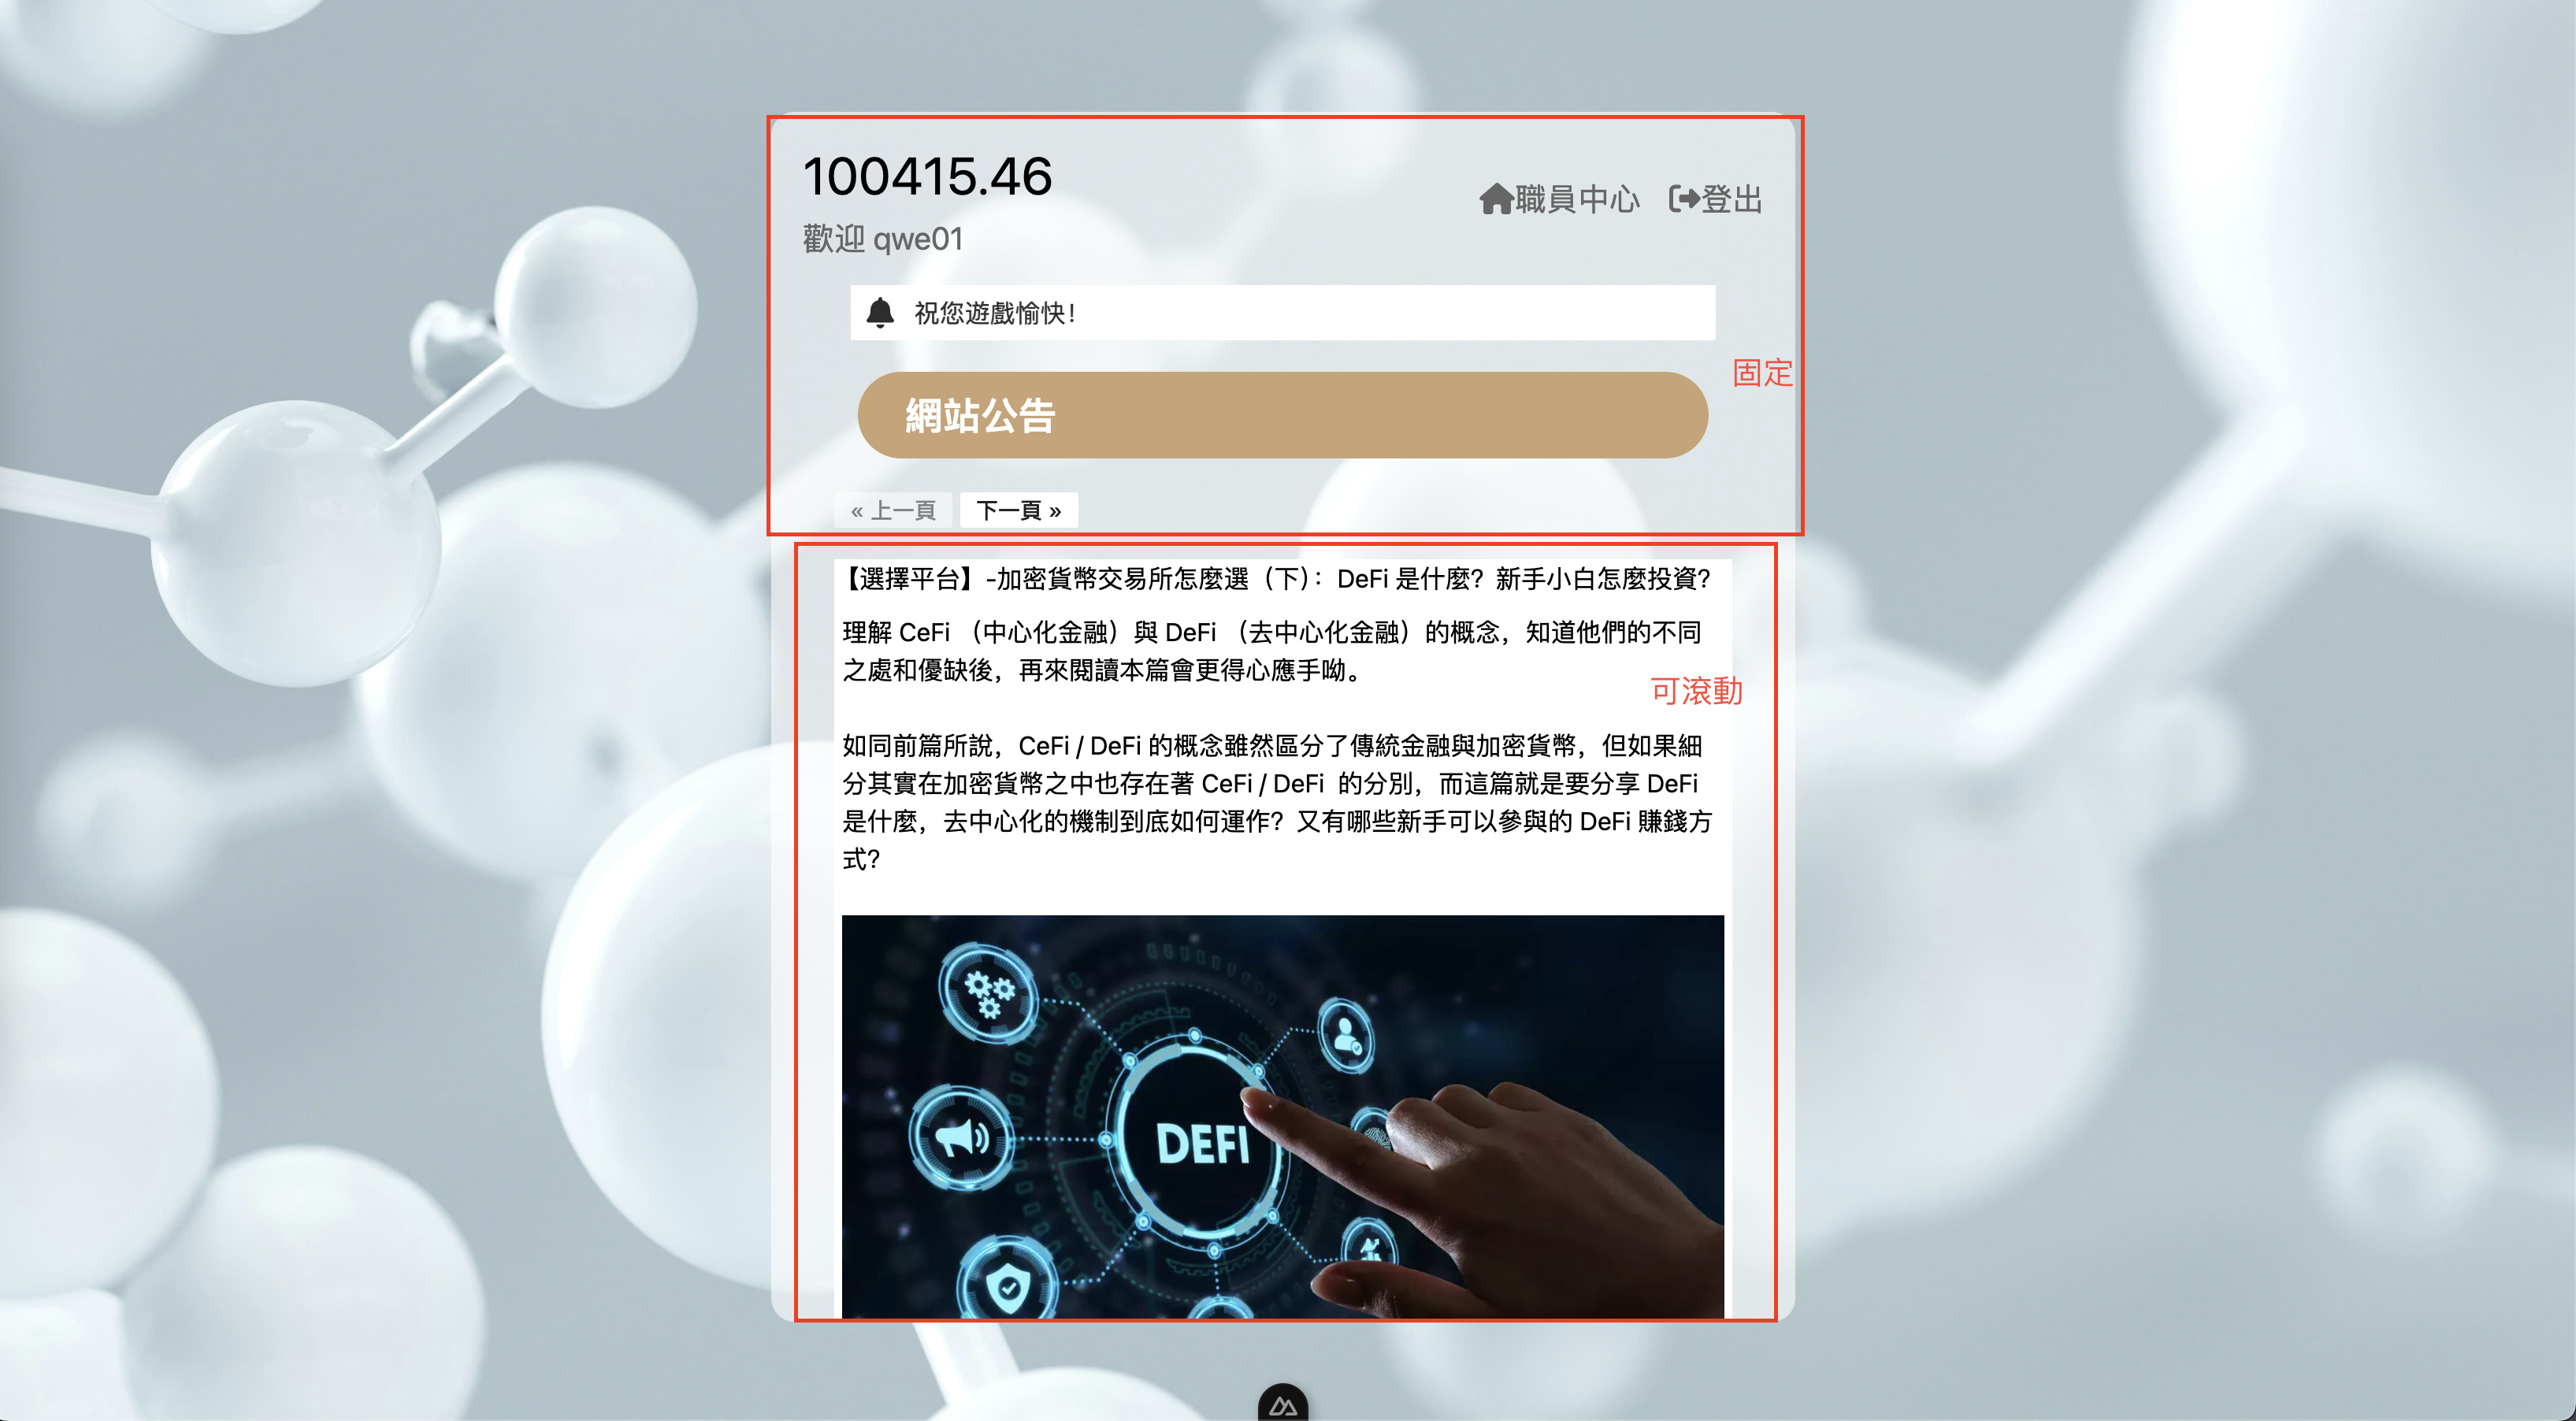 100415.46
職員中心 登出
歡迎 qwe01
祝您遊戲愉快！
固定
網站公告
« 上一頁 下一頁 »
【選擇平台】-加密貨幣交易所怎麼選（下）：DeFi 是什麼？新手小白怎麼投資？
理解 CeFi （中心化金融）與 DeFi （去中心化金融）的概念，知道他們的不同
之處和優缺後，再來閱讀本篇會更得心應手呦。
可滾動
如同前篇所說，CeFi / DeFi 的概念雖然區分了傳統金融與加密貨幣，但如果細
分其實在加密貨幣之中也存在著 CeFi / DeFi 的分別，而這篇就是要分享 DeFi
是什麼，去中心化的機制到底如何運作？又有哪些新手可以參與的 DeFi 賺錢方
式？
DEFI